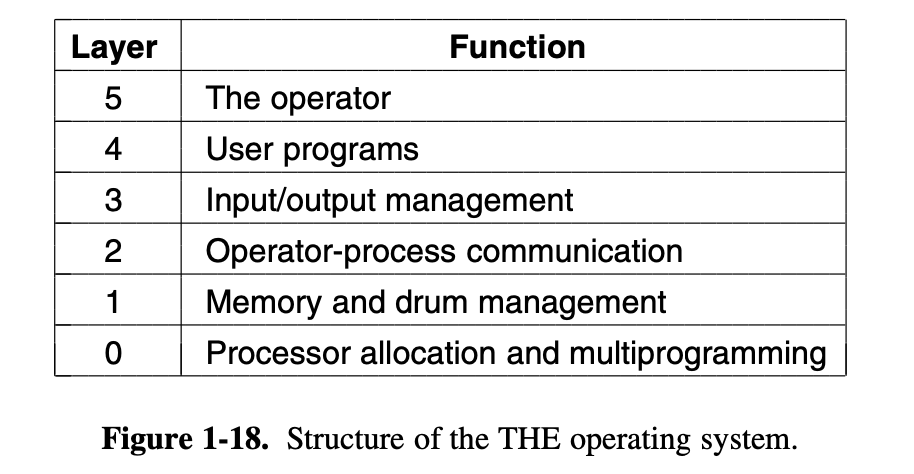 Layer Function
5 The operator
4 User programs
3 Input/output management
2 Operator-process communication
1 Memory and drum management
0 Processor allocation and multiprogramming
Figure 1-18. Structure of the THE operating system.